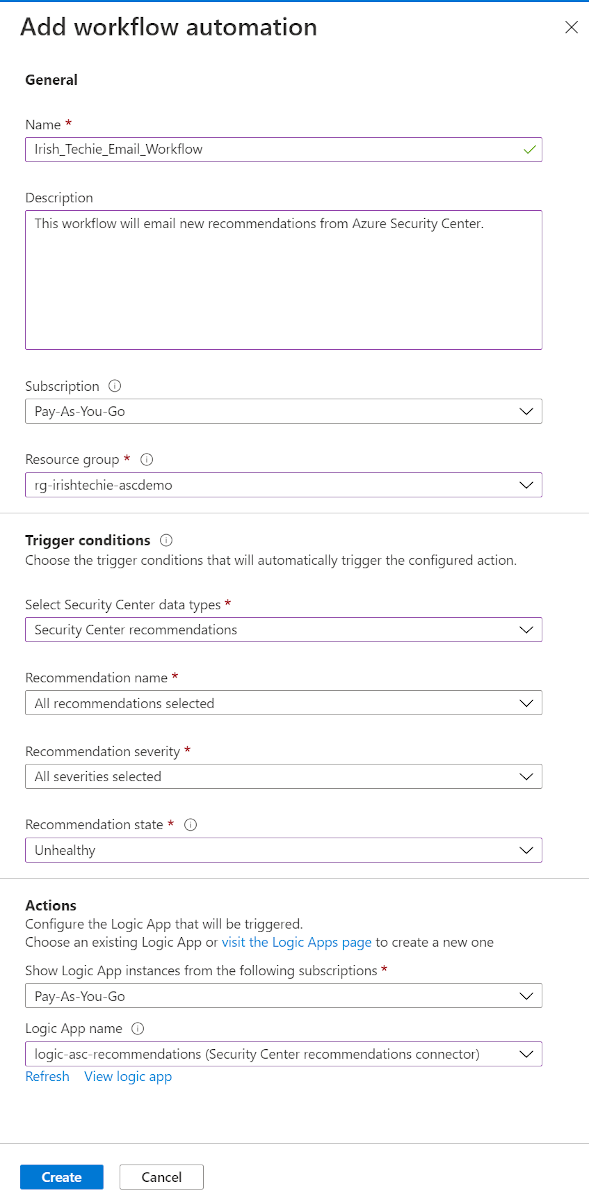 Add workflow automation
General
Name *
Irish_Techie_Email_Workflow
Description
This workflow will email new recommendations from Azure Security Center.
Subscription
Pay-As-You-Go
Resource group *
rg-irishtechie-ascdemo
Trigger conditions
Choose the trigger conditions that will automatically trigger the configured action.
Select Security Center data types *
Security Center recommendations
Recommendation name *
All recommendations selected
Recommendation severity *
All severities selected
Recommendation state *
Unhealthy
Actions
Configure the Logic App that will be triggered.
Choose an existing Logic App or visit the Logic Apps page to create a new one
Show Logic App instances from the following subscriptions *
Pay-As-You-Go
Logic App name
logic-asc-recommendations (Security Center recommendations connector)
Refresh View logic app
Create Cancel